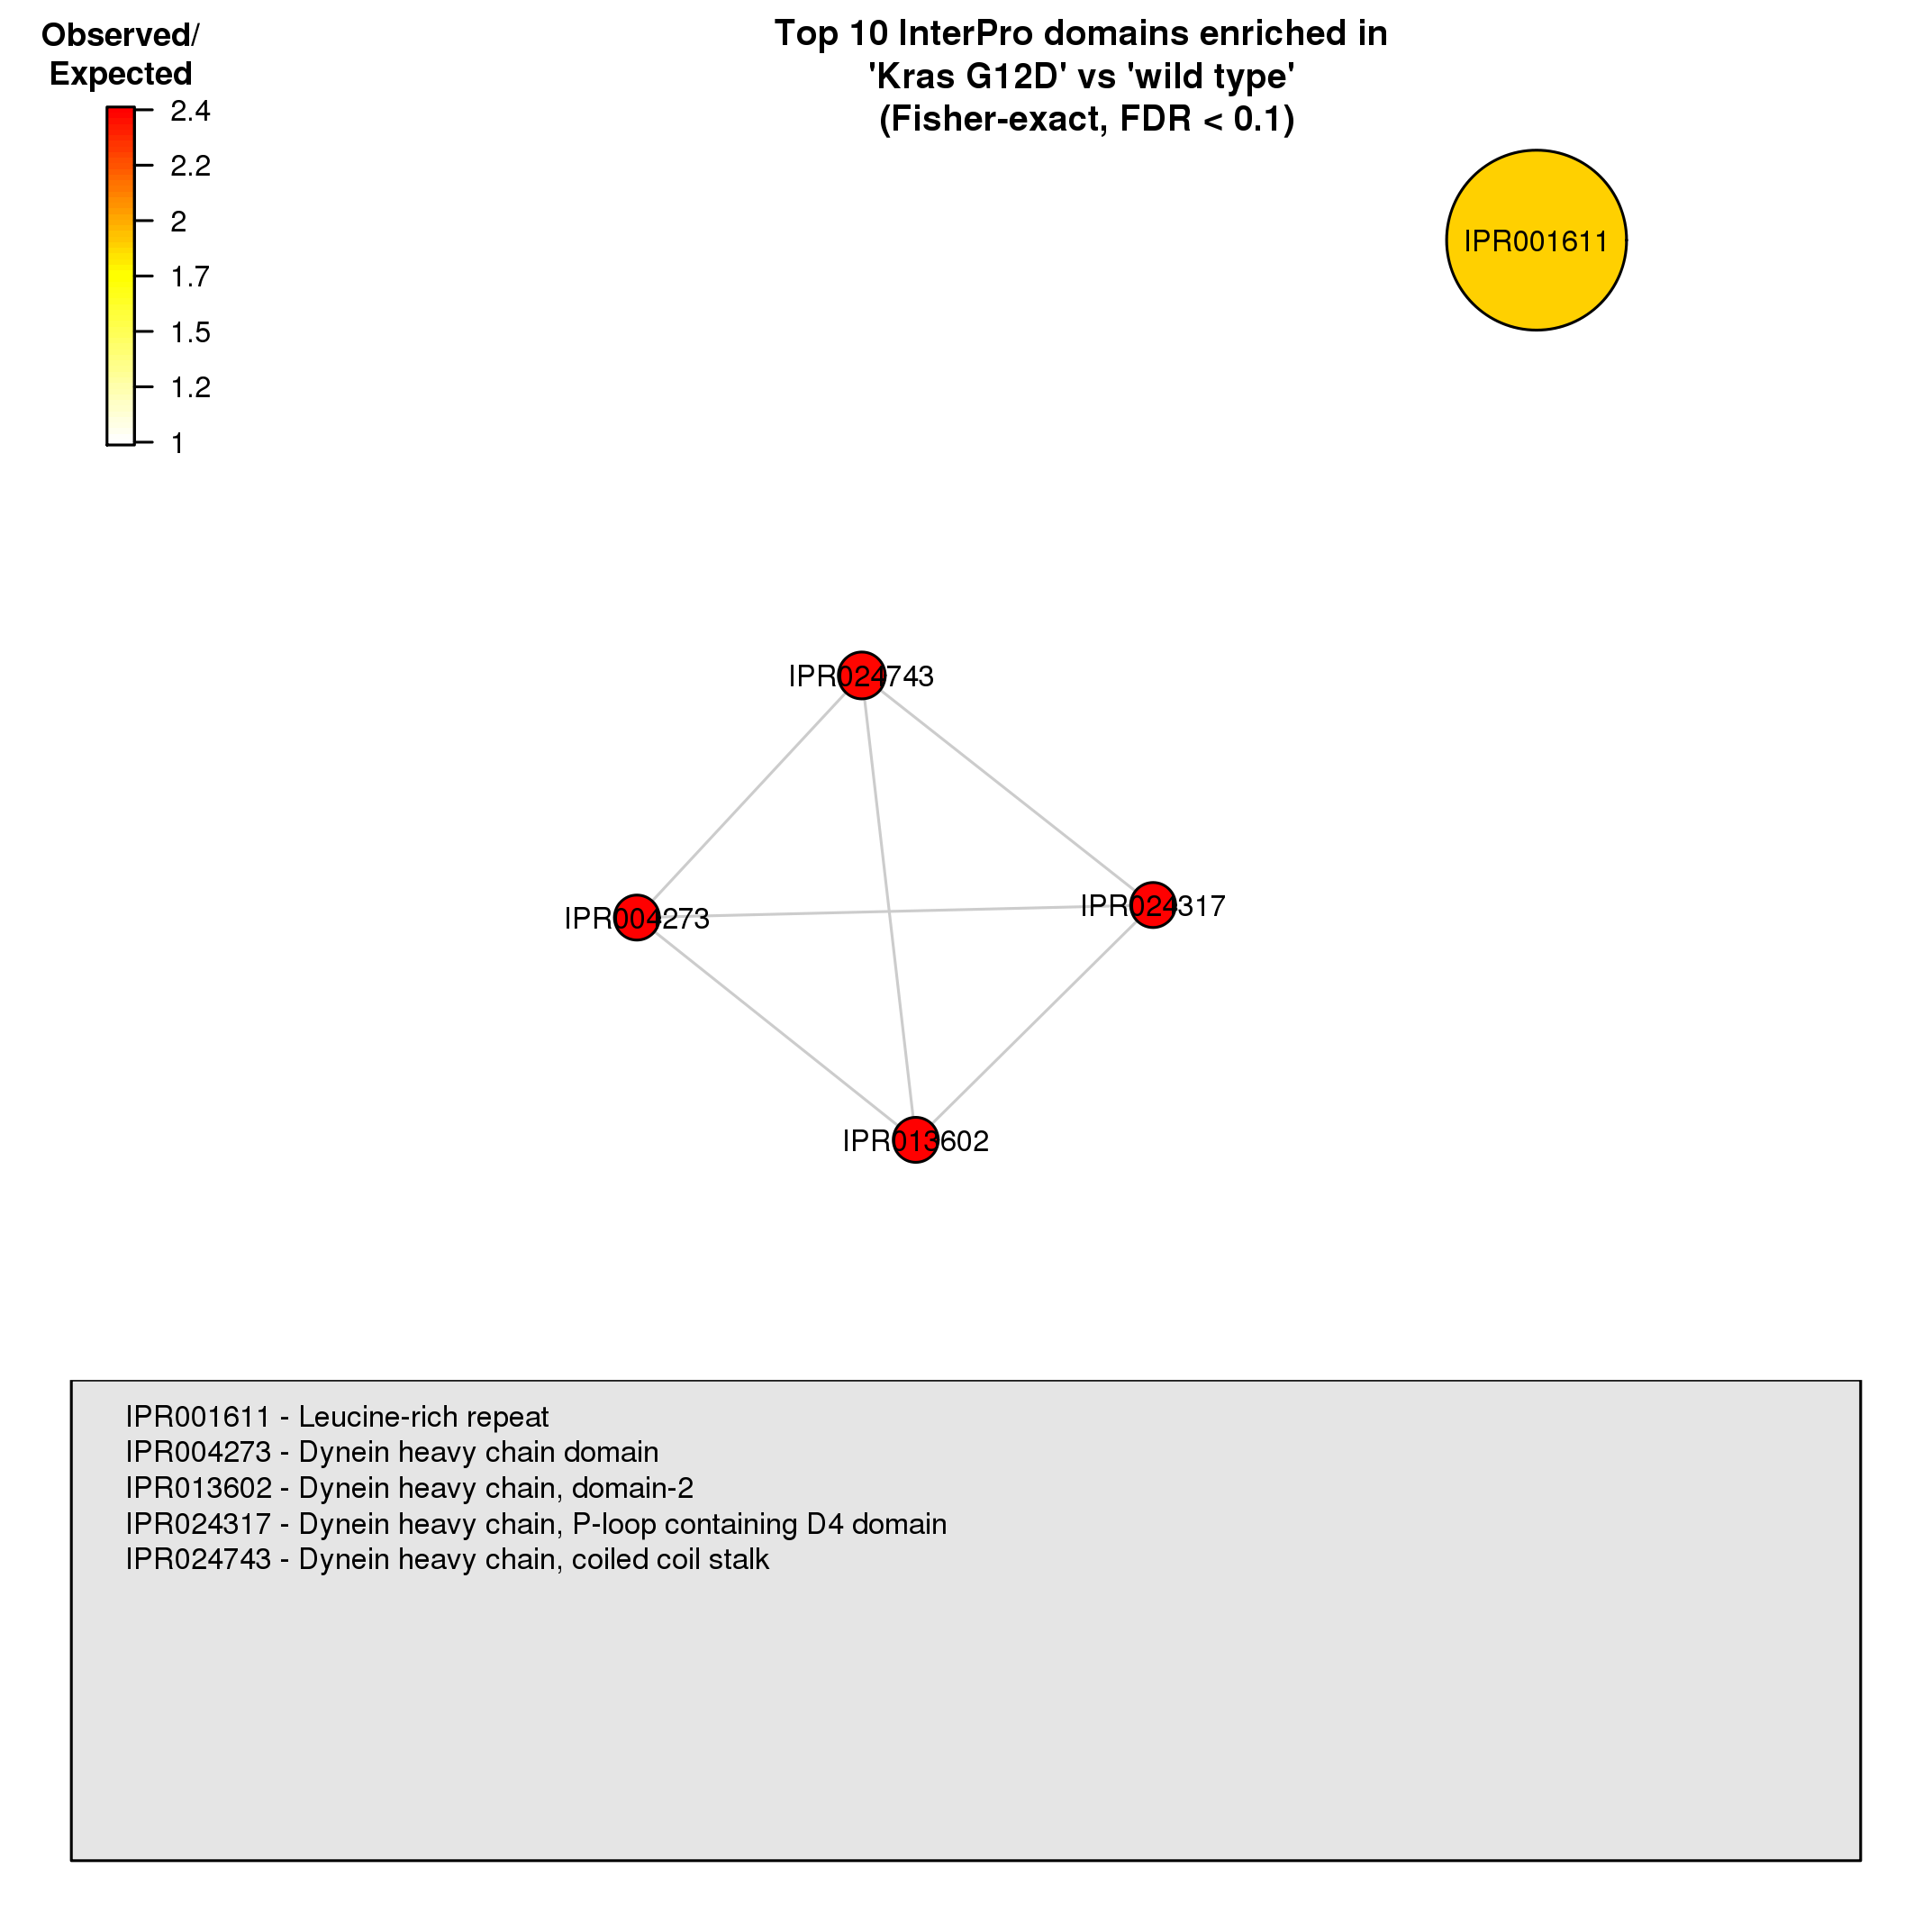 Observed/
Expected
2.4
2.2
2
1.7
1.5
1.2
1
Top 10 InterPro domains enriched in
'Kras G12D' vs 'wild type'
(Fisher-exact, FDR < 0.1)
IPR001611
IPR024743
IPR004273
IPR024317
IPR013602
IPR001611 - Leucine-rich repeat
IPR004273 - Dynein heavy chain domain
IPR013602 - Dynein heavy chain, domain-2
IPR024317 - Dynein heavy chain, P-loop containing D4 domain
IPR024743 - Dynein heavy chain, coiled coil stalk